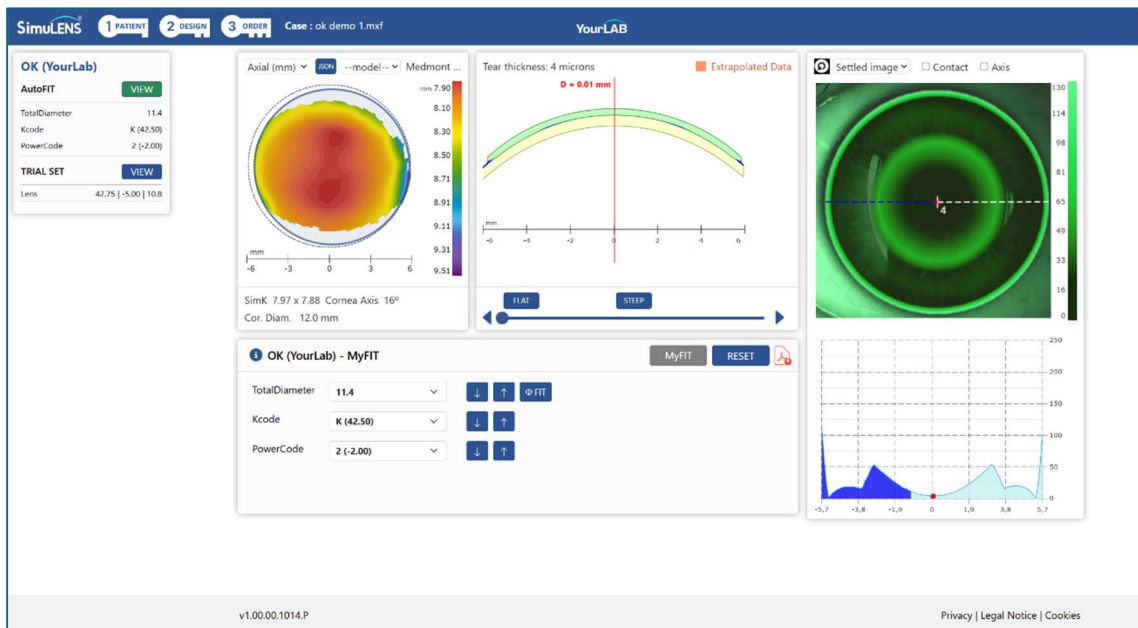 SimuLENS 1 PATIENT 2 DESIGN 3 ORDER Case : ok demo 1.mxf YourLAB
OK (YourLab)
AutoFIT VIEW
TotalDiameter 11.4
Kcode K (42.50)
PowerCode 2 (-2.00)
TRIAL SET VIEW
Lens 42.75 | -5.00 | 10.8
Axial (mm) JSON --model-- Medmont ...
mm 7.90
8.10
8.30
8.50
8.71
8.91
9.11
9.31
9.51
mm
-6 -3 0 3 6
SimK 7.97 x 7.88 Cornea Axis 16º
Cor. Diam. 12.0 mm
Tear thickness: 4 microns Extrapolated Data
D = 0.01 mm
mm
-6 -4 -2 0 2 4 6
FLAT STEEP
Settled image Contact Axis
130
114
98
81
65
49
33
16
0
4
250
200
150
100
50
0
-5,7 -3,8 -1,9 0 1,9 3,8 5,7
OK (YourLab) - MyFIT MyFIT RESET
TotalDiameter 11.4 ↓ ↑ Φ FIT
Kcode K (42.50) ↓ ↑
PowerCode 2 (-2.00) ↓ ↑
v1.00.00.1014.P Privacy | Legal Notice | Cookies